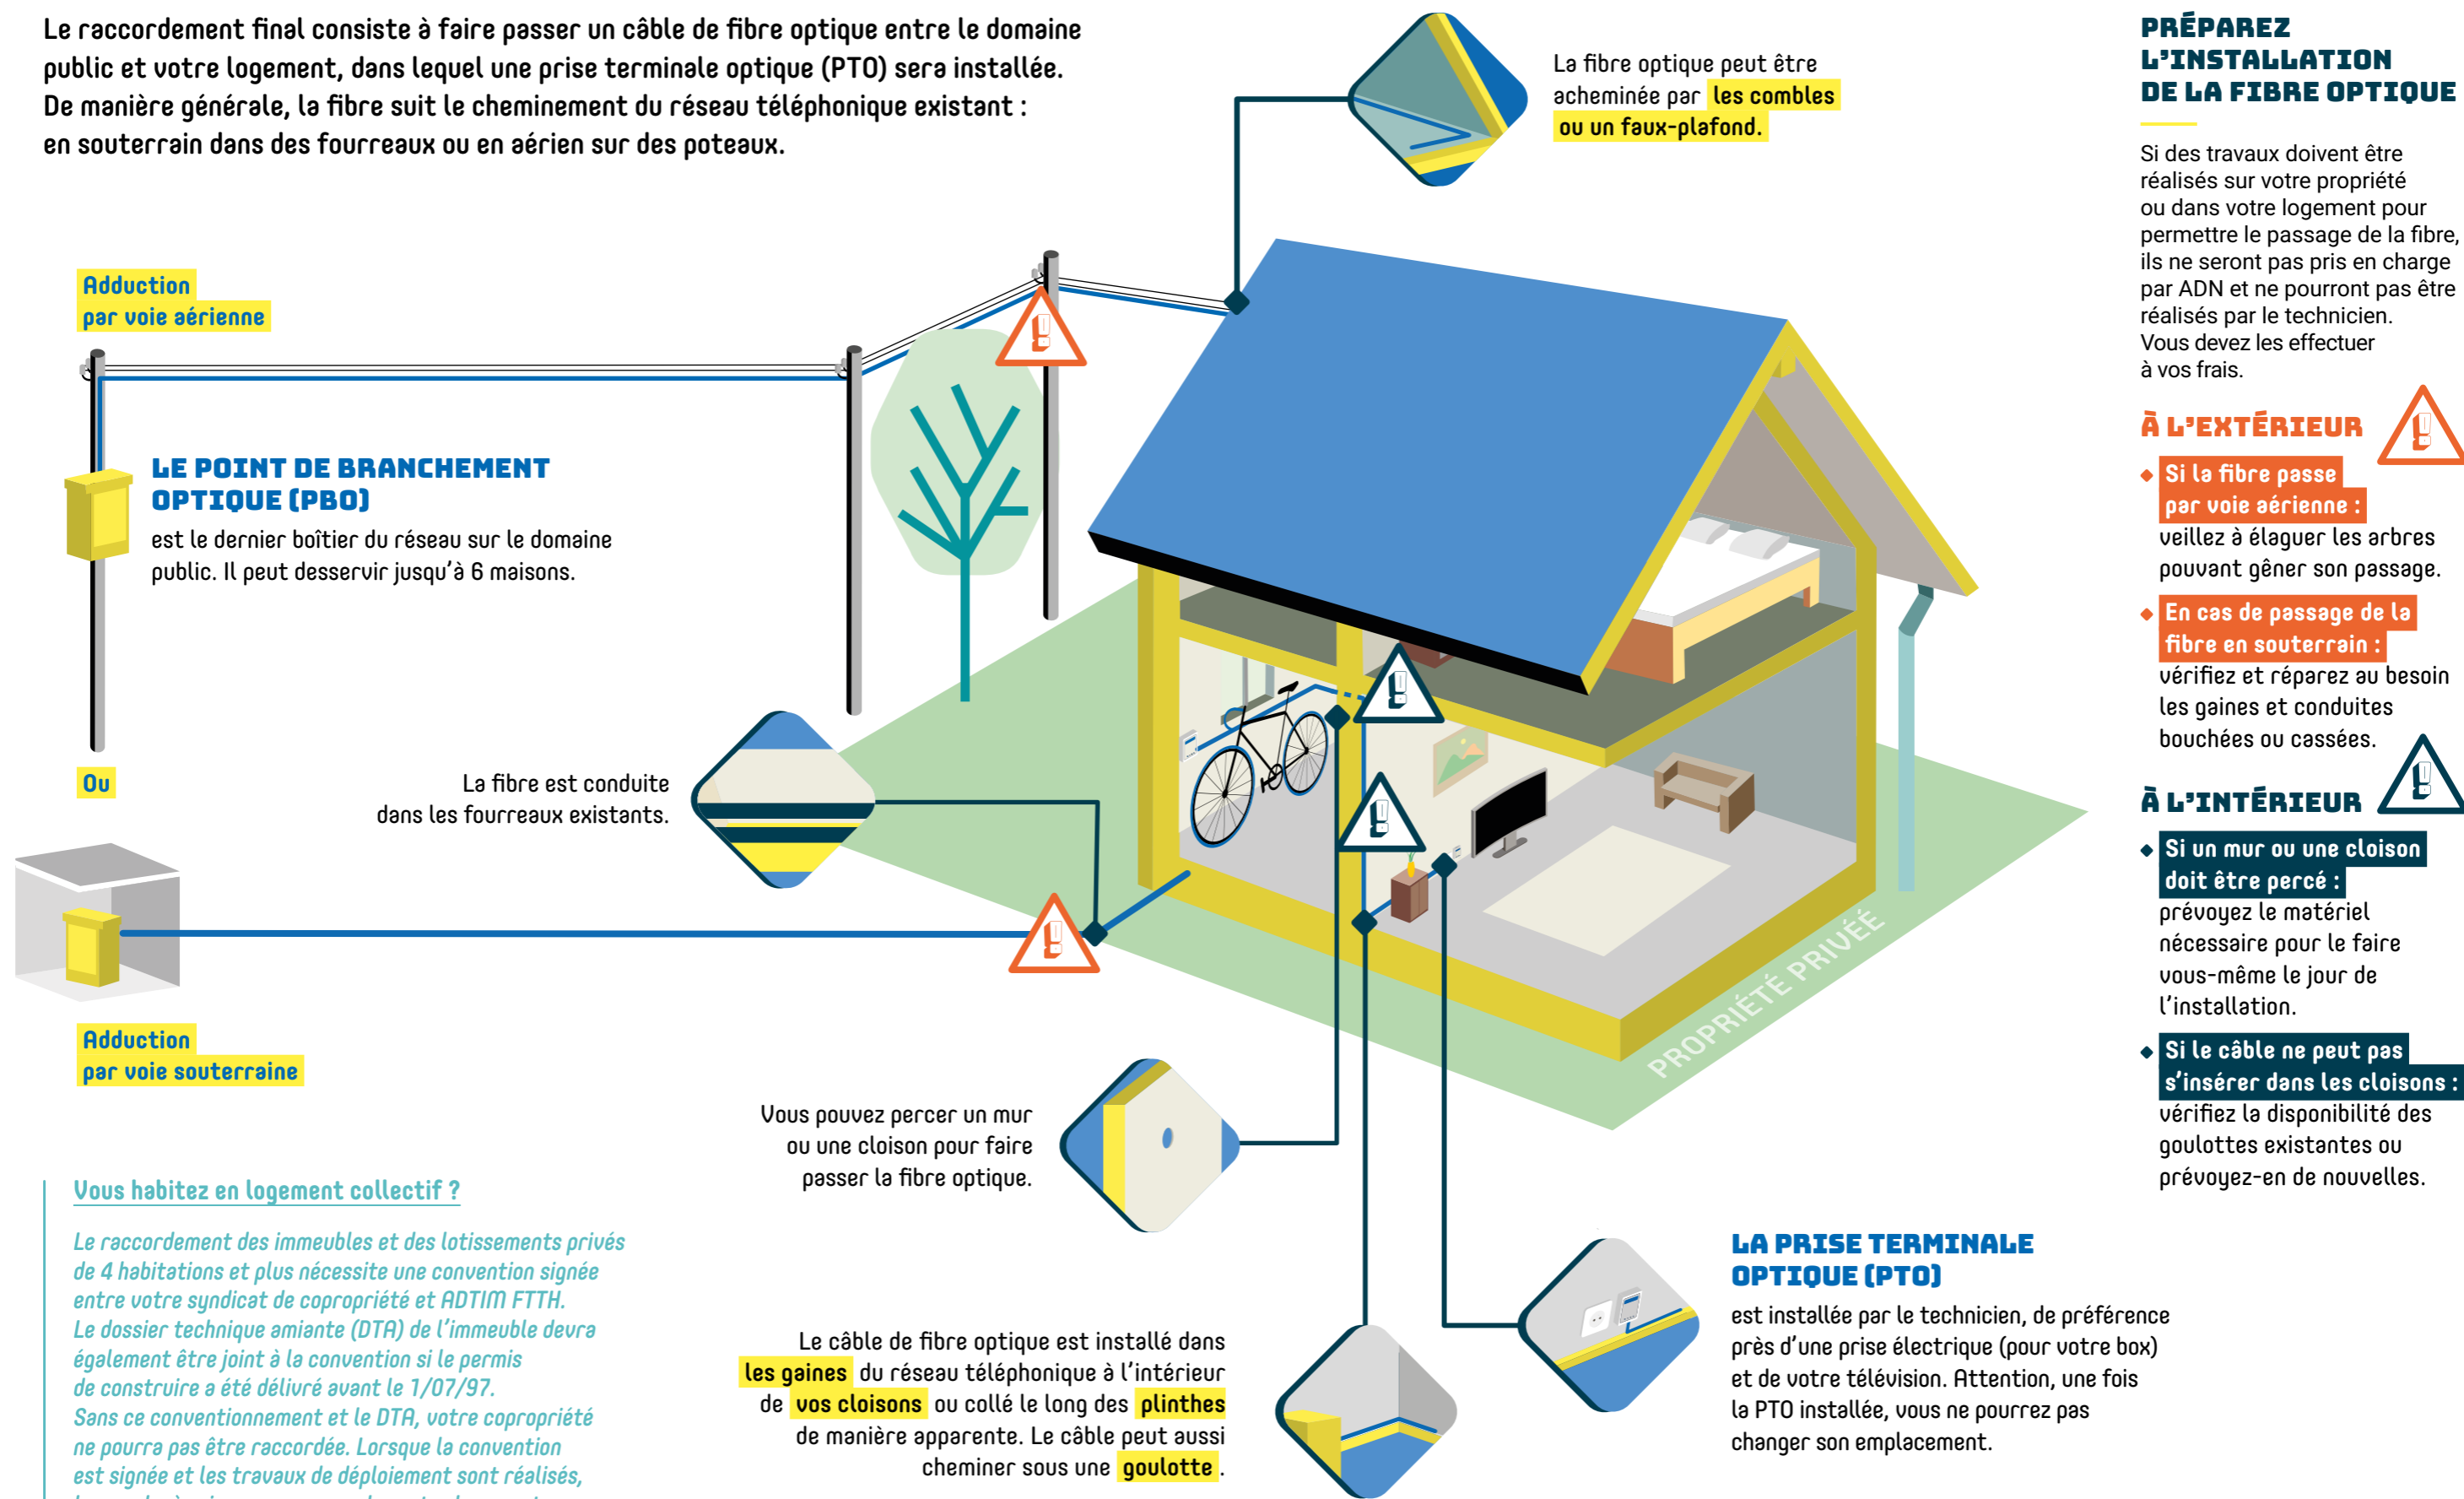 Le raccordement final consiste à faire passer un câble de fibre optique entre le domaine
public et votre logement, dans lequel une prise terminale optique (PTO) sera installée.
De manière générale, la fibre suit le cheminement du réseau téléphonique existant :
en souterrain dans des fourreaux ou en aérien sur des poteaux.
La fibre optique peut être
acheminée par les combles
ou un faux-plafond.
Adduction
par voie aérienne
LE POINT DE BRANCHEMENT
OPTIQUE (PBO)
est le dernier boîtier du réseau sur le domaine
public. Il peut desservir jusqu'à 6 maisons.
Ou
La fibre est conduite
dans les fourreaux existants.
Adduction
par voie souterraine
PROPRIÉTÉ PRIVÉE
Vous pouvez percer un mur
ou une cloison pour faire
passer la fibre optique.
Le câble de fibre optique est installé dans
les gaines du réseau téléphonique à l'intérieur
de vos cloisons ou collé le long des plinthes
de manière apparente. Le câble peut aussi
cheminer sous une goulotte.
LA PRISE TERMINALE
OPTIQUE (PTO)
est installée par le technicien, de préférence
près d'une prise électrique (pour votre box)
et de votre télévision. Attention, une fois
la PTO installée, vous ne pourrez pas
changer son emplacement.
Vous habitez en logement collectif ?
Le raccordement des immeubles et des lotissements privés
de 4 habitations et plus nécessite une convention signée
entre votre syndicat de copropriété et ADTIM FTTH.
Le dossier technique amiante (DTA) de l'immeuble devra
également être joint à la convention si le permis
de construire a été délivré avant le 1/07/97.
Sans ce conventionnement et le DTA, votre copropriété
ne pourra pas être raccordée. Lorsque la convention
est signée et les travaux de déploiement sont réalisés,
PRÉPAREZ
L'INSTALLATION
DE LA FIBRE OPTIQUE
Si des travaux doivent être
réalisés sur votre propriété
ou dans votre logement pour
permettre le passage de la fibre,
ils ne seront pas pris en charge
par ADN et ne pourront pas être
réalisés par le technicien.
Vous devez les effectuer
à vos frais.
À L'EXTÉRIEUR
Si la fibre passe
par voie aérienne :
veillez à élaguer les arbres
pouvant gêner son passage.
En cas de passage de la
fibre en souterrain :
vérifiez et réparez au besoin
les gaines et conduites
bouchées ou cassées.
À L'INTÉRIEUR
Si un mur ou une cloison
doit être percé :
prévoyez le matériel
nécessaire pour le faire
vous-même le jour de
l'installation.
Si le câble ne peut pas
s'insérer dans les cloisons :
vérifiez la disponibilité des
goulottes existantes ou
prévoyez-en de nouvelles.